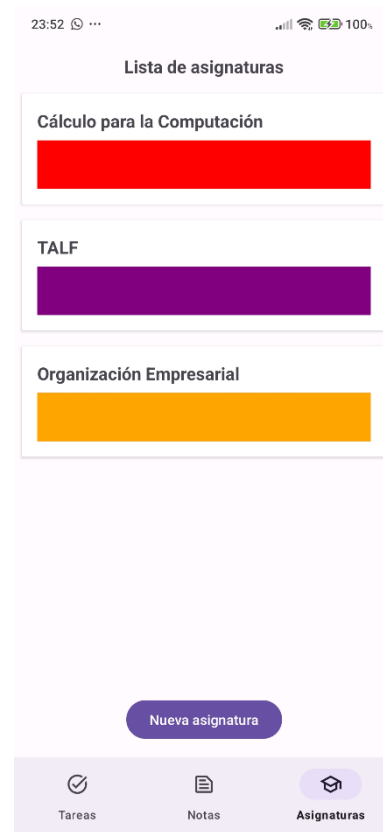 23:52 ... 100%
Lista de asignaturas
Cálculo para la Computación
TALF
Organización Empresarial
Nueva asignatura
Tareas Notas Asignaturas